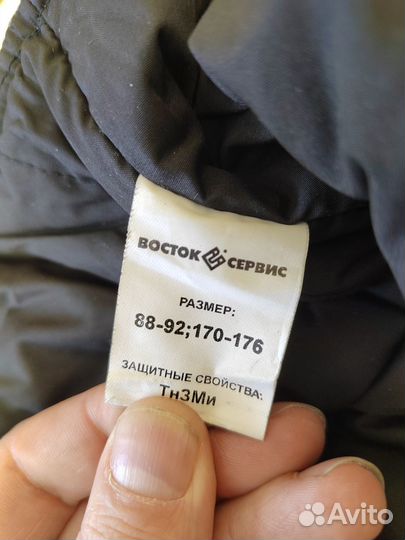 ВОСТОК СЕРВИС
РАЗМЕР:
88-92;170-176
ЗАЩИТНЫЕ СВОЙСТВА:
ТнЗМи
Avito